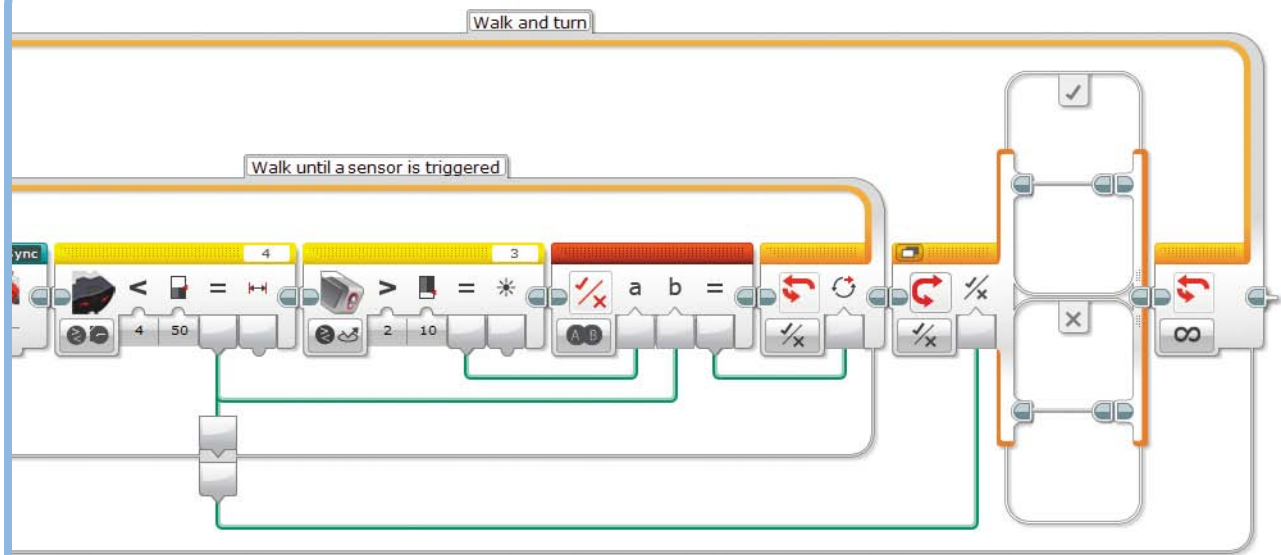 Walk and turn
Walk until a sensor is triggered
ync 4 3
< = > = a b =
4 50 2 10 A B ∞